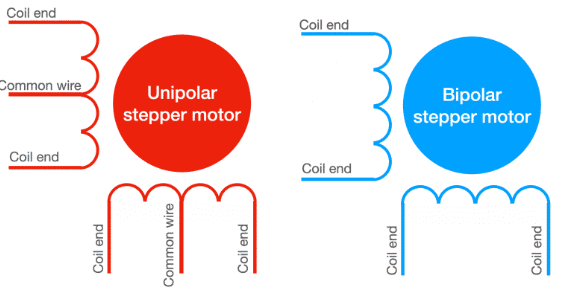 Coil end
Common wire
Coil end
Unipolar
stepper motor
Coil end
Common wire
Coil end
Coil end
Coil end
Bipolar
stepper motor
Coil end
Coil end